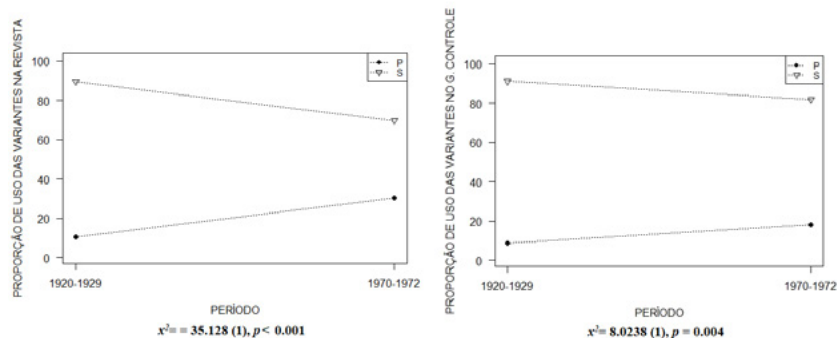 PROPORÇÃO DE USO DAS VARIANTES NA REVISTA
100
80
60
40
20
0
P
S
1920-1929
1970-1972
PERÍODO
x²= = 35.128 (1), p< 0.001
PROPORÇÃO DE USO DAS VARIANTES NO G. CONTROLE
100
80
60
40
20
0
P
S
1920-1929
1970-1972
PERÍODO
x²= 8.0238 (1), p = 0.004